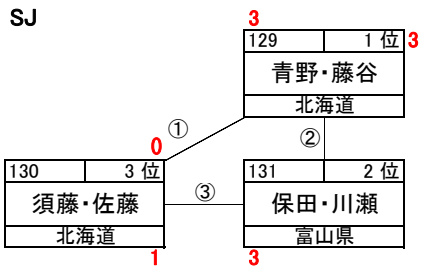 SJ
3
129 1 位 3
青野・藤谷
北海道
①
②
0
130 3 位
須藤・佐藤
北海道
1
③
131 2 位
保田・川瀬
富山県
3